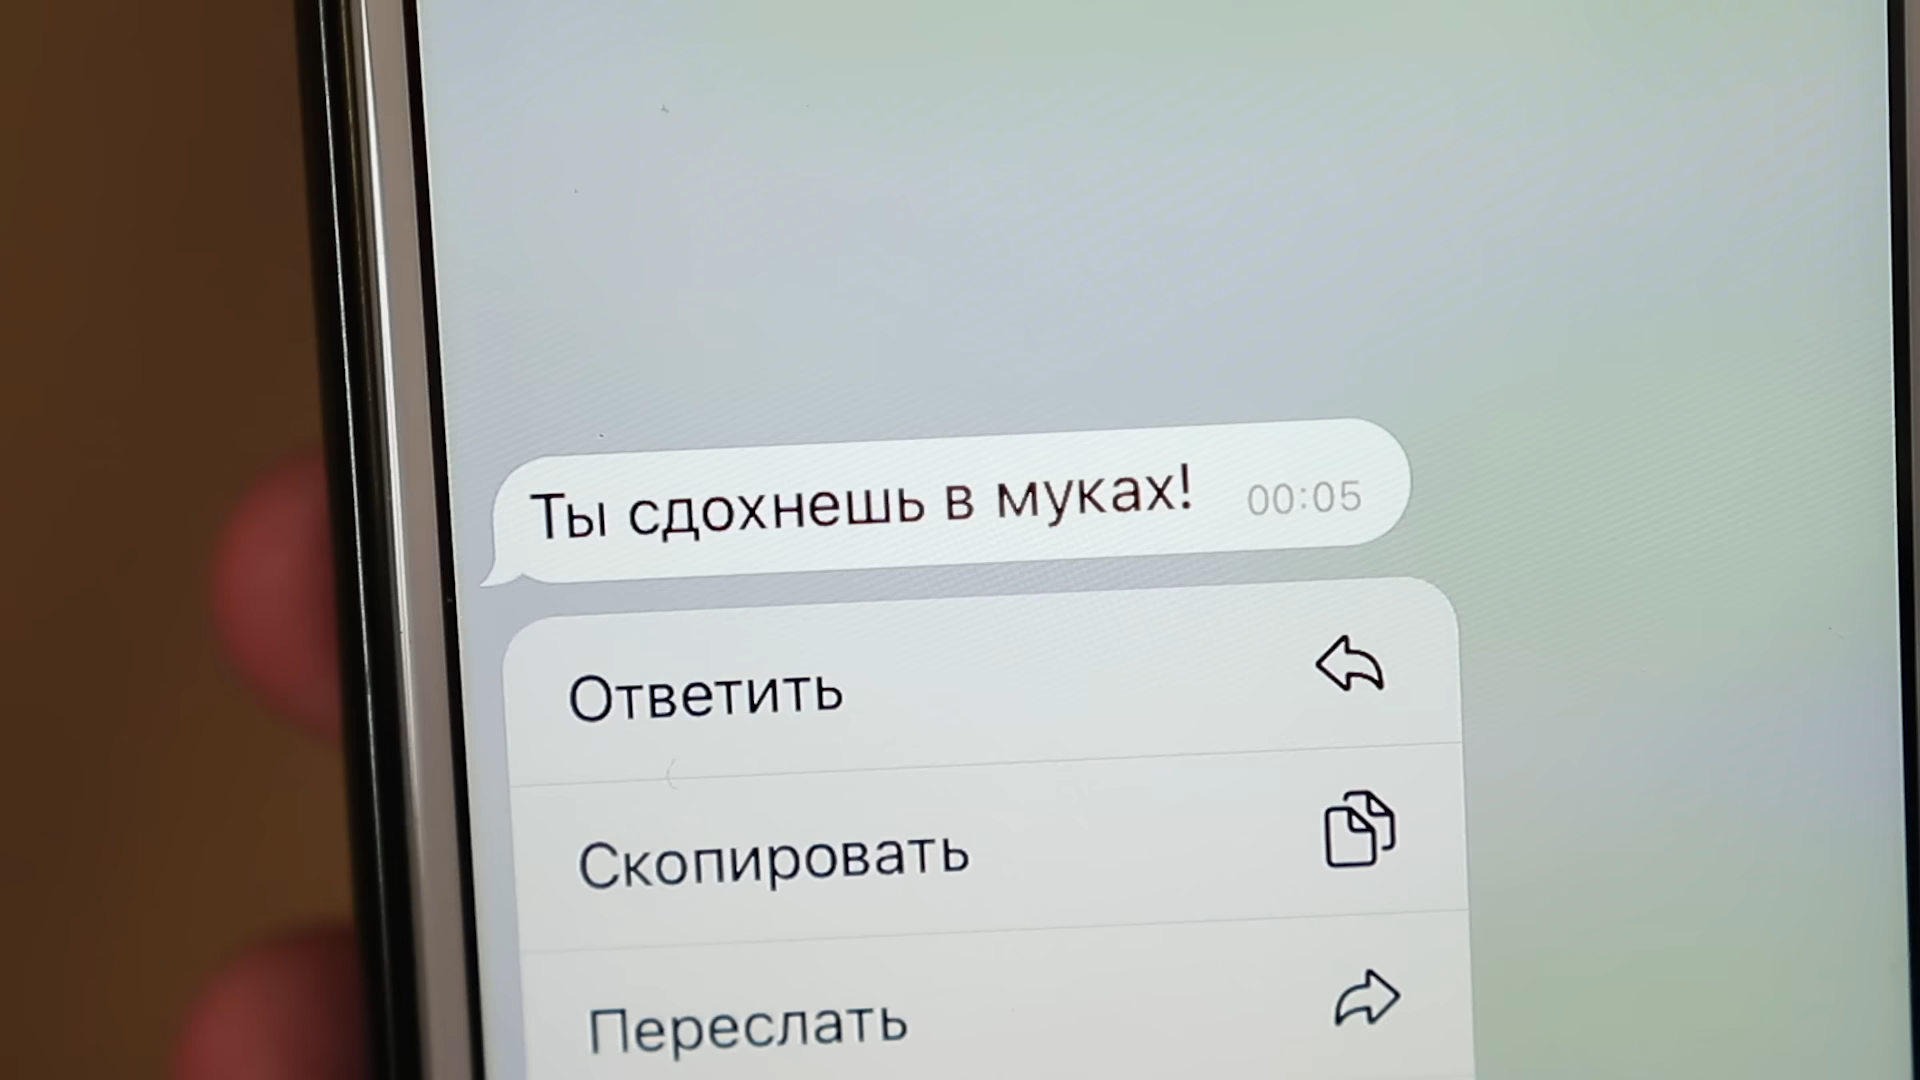 Ты сдохнешь в муках! 00:05
Ответить
Скопировать
Переслать